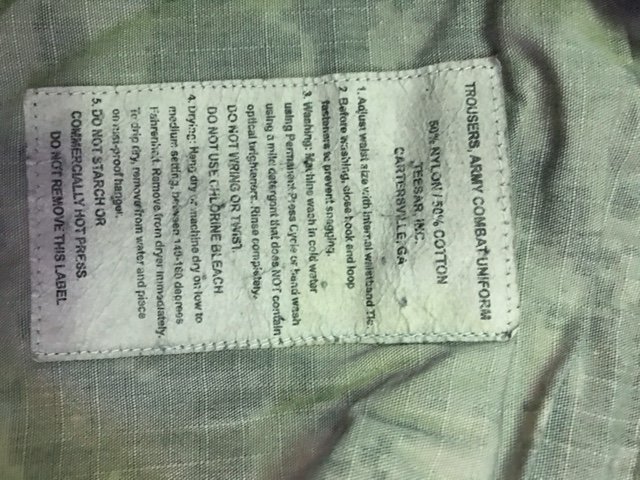 TROUSERS, ARMY COMBAT UNIFORM
50% NYLON / 50% COTTON
TEESAR, INC.
CARTERSVILLE, GA
1. Adjust waist size with internal waistband Ties
2. Before washing, close hook and loop
fasteners to prevent snagging.
3. Washing: Machine wash in cold water
using Permanent Press Cycle or hand wash
using a mild detergent that does NOT contain
optical brighteners. Rinse completely.
DO NOT WRING OR TWIST.
DO NOT USE CHLORINE BLEACH
4. Drying: Hang dry or machine dry on low to
medium setting, between 140-160 degrees
Fahrenheit. Remove from dryer immediately.
To drip dry, remove from water and place
on rust-proof hanger.
5. DO NOT STARCH OR
COMMERCIALLY HOT PRESS
DO NOT REMOVE THIS LABEL